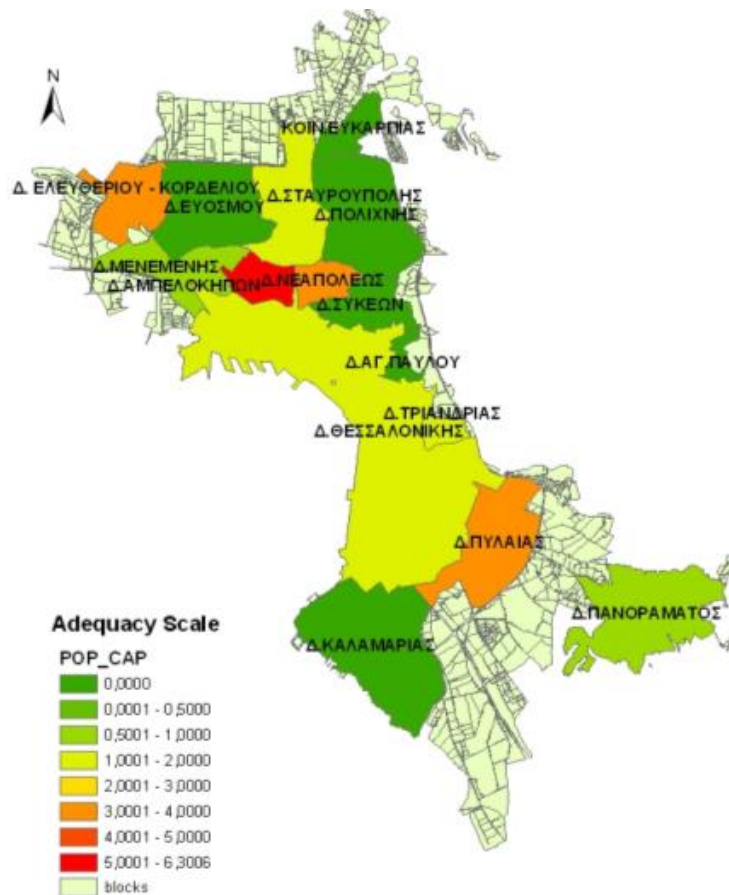 N
ΚΟΙΝ.ΕΥΚΑΡΠΙΑΣ
Δ. ΕΛΕΥΘΕΡΙΟΥ - ΚΟΡΔΕΛΙΟΥ
Δ.ΣΤΑΥΡΟΥΠΟΛΗΣ
Δ.ΕΥΟΣΜΟΥ
Δ.ΠΟΛΙΧΝΗΣ
Δ.ΜΕΝΕΜΕΝΗΣ
Δ.ΝΕΑΠΟΛΕΩΣ
Δ.ΑΜΠΕΛΟΚΗΠΩΝ
Δ.ΣΥΚΕΩΝ
Δ.ΑΓ.ΠΑΥΛΟΥ
Δ.ΤΡΙΑΝΔΡΙΑΣ
Δ.ΘΕΣΣΑΛΟΝΙΚΗΣ
Δ.ΠΥΛΑΙΑΣ
Δ.ΠΑΝΟΡΑΜΑΤΟΣ
Δ.ΚΑΛΑΜΑΡΙΑΣ
Adequacy Scale
POP_CAP
0,0000
0,0001 - 0,5000
0,5001 - 1,0000
1,0001 - 2,0000
2,0001 - 3,0000
3,0001 - 4,0000
4,0001 - 5,0000
5,0001 - 6,3006
blocks